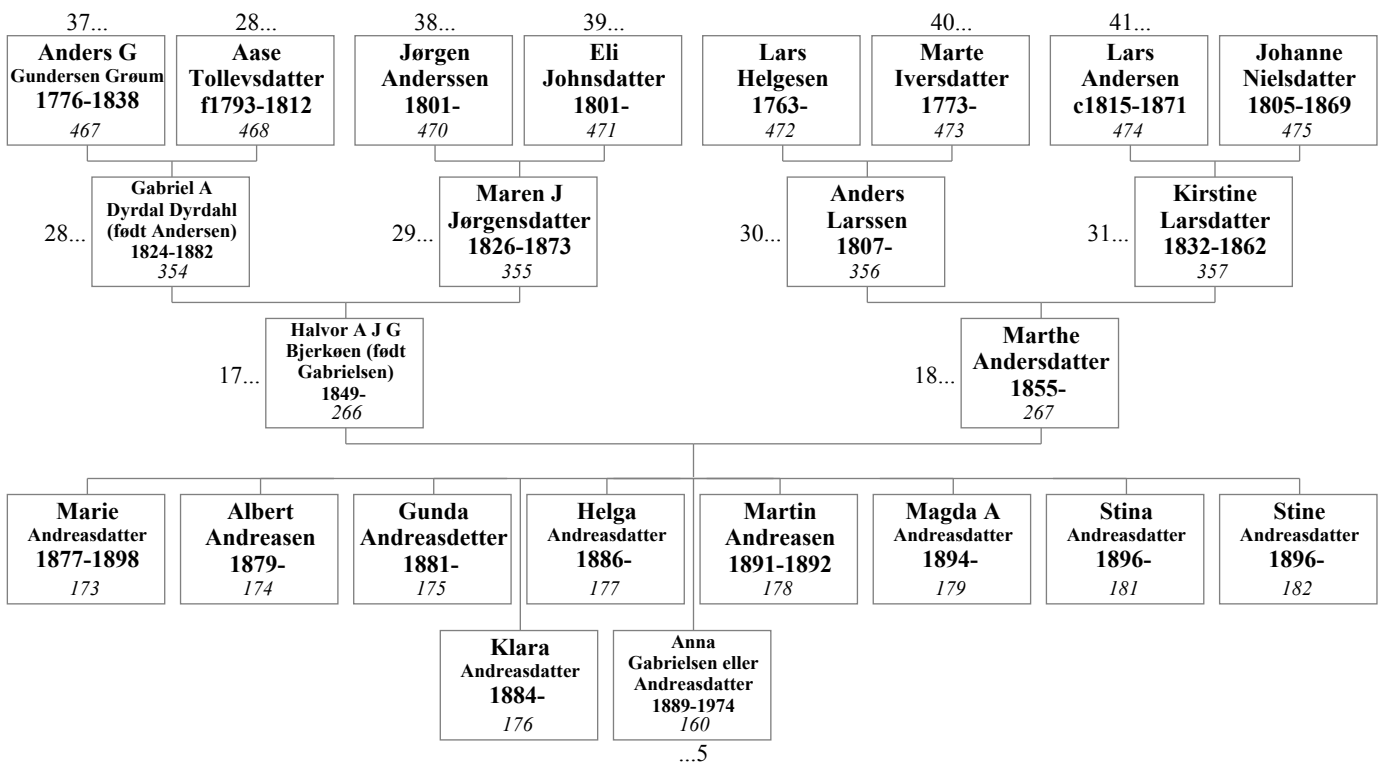 37...
28...
38...
39...
40...
41...
Anders G
Gundersen Grøum
1776-1838
467
Aase
Tollevsdatter
f1793-1812
468
Jørgen
Anderssen
1801-
470
Eli
Johnsdatter
1801-
471
Lars
Helgesen
1763-
472
Marte
Iversdatter
1773-
473
Lars
Andersen
c1815-1871
474
Johanne
Nielsdatter
1805-1869
475
28...
Gabriel A
Dyrdal Dyrdahl
(født Andersen)
1824-1882
354
29...
Maren J
Jørgensdatter
1826-1873
355
30...
Anders
Larssen
1807-
356
31...
Kirstine
Larsdatter
1832-1862
357
17...
Halvor A J G
Bjerkøen (født
Gabrielsen)
1849-
266
18...
Marthe
Andersdatter
1855-
267
Marie
Andreasdatter
1877-1898
173
Albert
Andreasen
1879-
174
Gunda
Andreasdetter
1881-
175
Helga
Andreasdatter
1886-
177
Martin
Andreasen
1891-1892
178
Magda A
Andreasdatter
1894-
179
Stina
Andreasdatter
1896-
181
Stine
Andreasdatter
1896-
182
Klara
Andreasdatter
1884-
176
Anna
Gabrielsen eller
Andreasdatter
1889-1974
160
...5